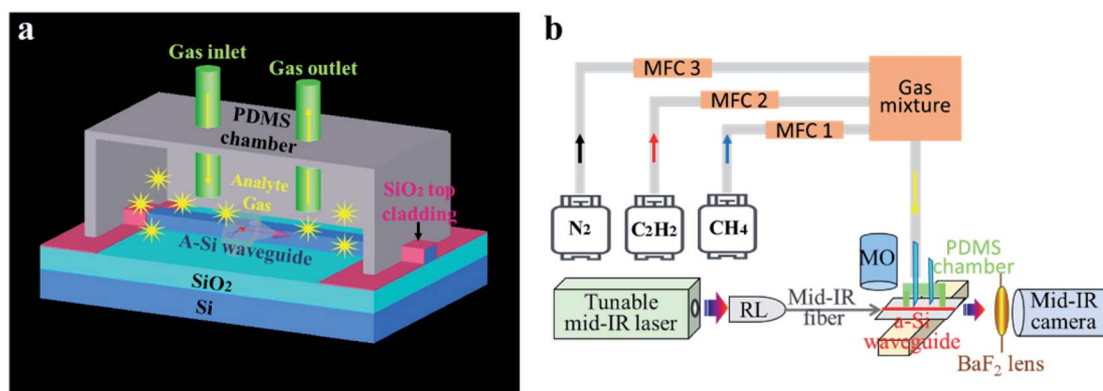 a
Gas inlet
Gas outlet
PDMS
chamber
Analyte
Gas
SiO₂ top
cladding
A-Si waveguide
SiO₂
Si
b
MFC 3
MFC 2
MFC 1
Gas
mixture
N2
C2H2
CH4
MO
PDMS
chamber
Tunable
mid-IR laser
RL
Mid-IR
fiber
a-Si
waveguide
Mid-IR
camera
BaF₂ lens